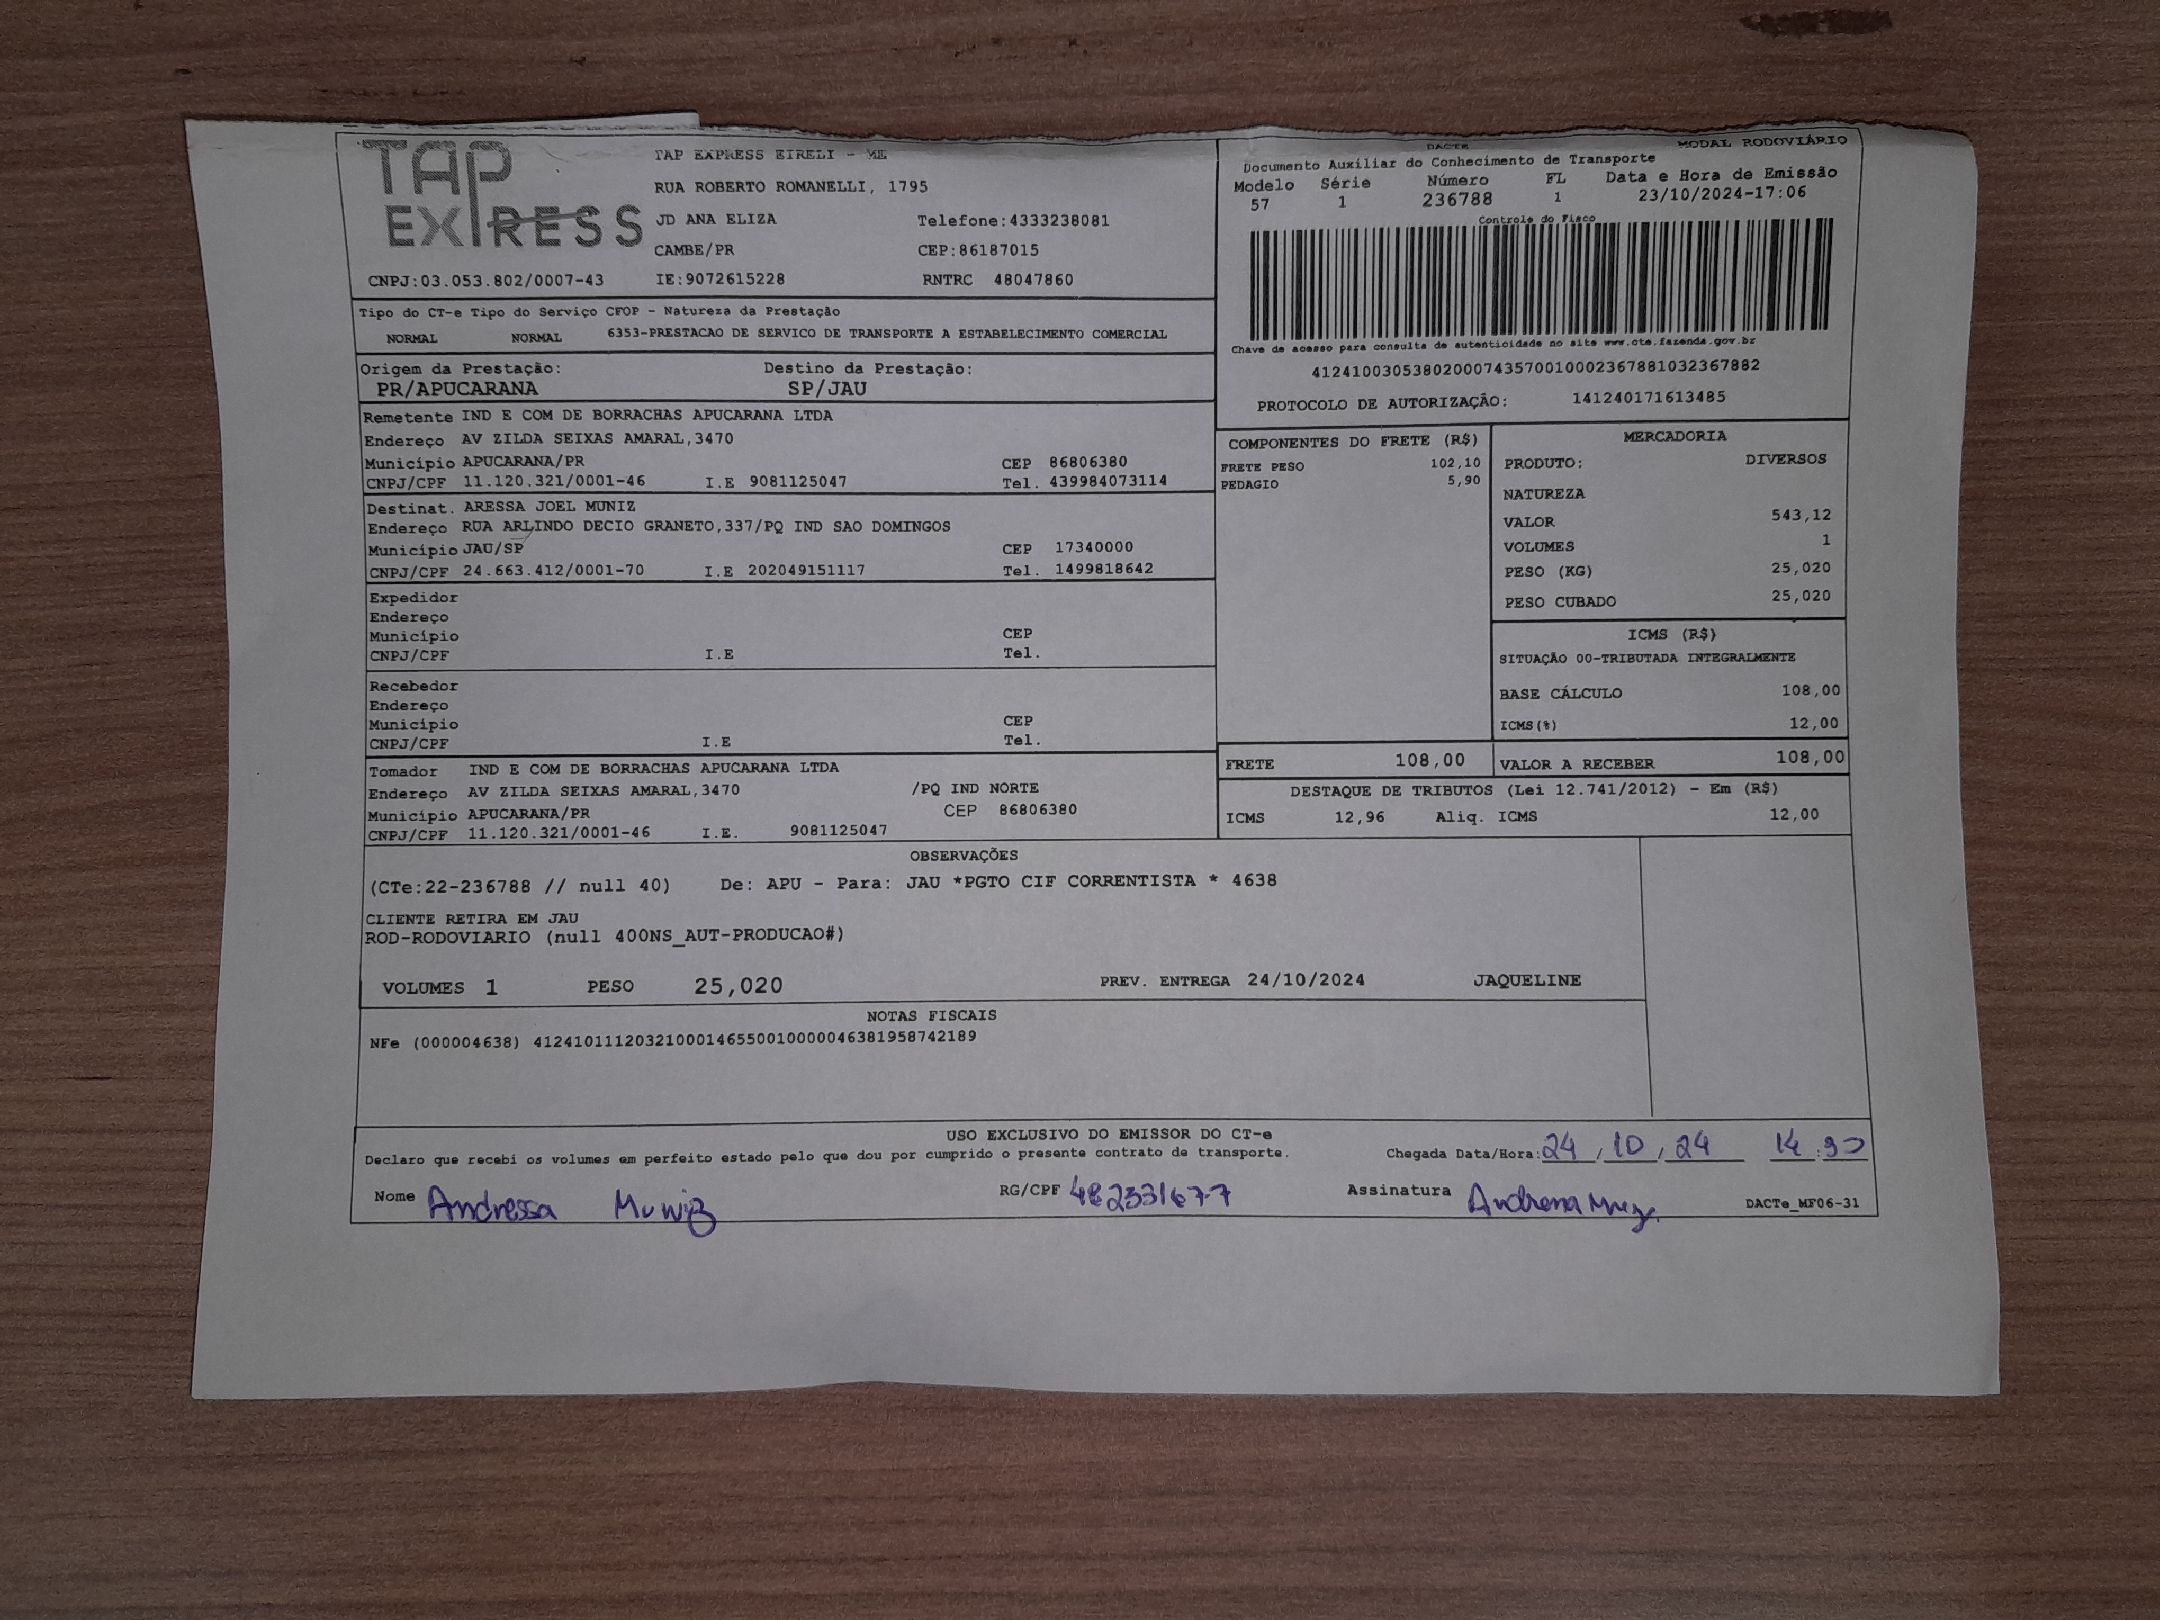 TAP
EXPRESS
TAP EXPRESS EIRELI - ME
RUA ROBERTO ROMANELLI, 1795
JD ANA ELIZA Telefone:4333238081
CAMBE/PR CEP:86187015
CNPJ:03.053.802/0007-43 IE:9072615228 RNTRC 48047860
DACTE MODAL RODOVIÁRIO
Documento Auxiliar do Conhecimento de Transporte
Modelo Série Número FL Data e Hora de Emissão
57 1 236788 1 23/10/2024-17:06
Controle do Fisco
Chave de acesso para consulta de autenticidade no site www.cte.fazenda.gov.br
41241003053802000743570010002367881032367882
PROTOCOLO DE AUTORIZAÇÃO: 141240171613485
Tipo do CT-e Tipo do Serviço CFOP - Natureza da Prestação
NORMAL NORMAL 6353-PRESTACAO DE SERVICO DE TRANSPORTE A ESTABELECIMENTO COMERCIAL
Origem da Prestação: Destino da Prestação:
PR/APUCARANA SP/JAU
Remetente IND E COM DE BORRACHAS APUCARANA LTDA
Endereço AV ZILDA SEIXAS AMARAL,3470
Município APUCARANA/PR CEP 86806380
CNPJ/CPF 11.120.321/0001-46 I.E 9081125047 Tel. 439984073114
Destinat. ARESSA JOEL MUNIZ
Endereço RUA ARLINDO DECIO GRANETO,337/PQ IND SAO DOMINGOS
Município JAU/SP CEP 17340000
CNPJ/CPF 24.663.412/0001-70 I.E 202049151117 Tel. 1499818642
Expedidor
Endereço
Município CEP
CNPJ/CPF I.E Tel.
Recebedor
Endereço
Município CEP
CNPJ/CPF I.E Tel.
Tomador IND E COM DE BORRACHAS APUCARANA LTDA
Endereço AV ZILDA SEIXAS AMARAL,3470 /PQ IND NORTE
Município APUCARANA/PR CEP 86806380
CNPJ/CPF 11.120.321/0001-46 I.E. 9081125047
COMPONENTES DO FRETE (R$)
FRETE PESO 102,10
PEDAGIO 5,90
MERCADORIA
PRODUTO: DIVERSOS
NATUREZA
VALOR 543,12
VOLUMES 1
PESO (KG) 25,020
PESO CUBADO 25,020
ICMS (R$)
SITUAÇÃO 00-TRIBUTADA INTEGRALMENTE
BASE CÁLCULO 108,00
ICMS(%) 12,00
FRETE 108,00 VALOR A RECEBER 108,00
DESTAQUE DE TRIBUTOS (Lei 12.741/2012) - Em (R$)
ICMS 12,96 Aliq. ICMS 12,00
OBSERVAÇÕES
(CTe:22-236788 // null 40) De: APU - Para: JAU *PGTO CIF CORRENTISTA * 4638
CLIENTE RETIRA EM JAU
ROD-RODOVIARIO (null 400NS_AUT-PRODUCAO#)
VOLUMES 1 PESO 25,020 PREV. ENTREGA 24/10/2024 JAQUELINE
NOTAS FISCAIS
NFe (000004638) 41241011120321000146550010000046381958742189
USO EXCLUSIVO DO EMISSOR DO CT-e
Declaro que recebi os volumes em perfeito estado pelo que dou por cumprido o presente contrato de transporte. Chegada Data/Hora: 24/10/24 14:30
Nome Andressa Muniz RG/CPF 482331677 Assinatura DACTe_MF06-31